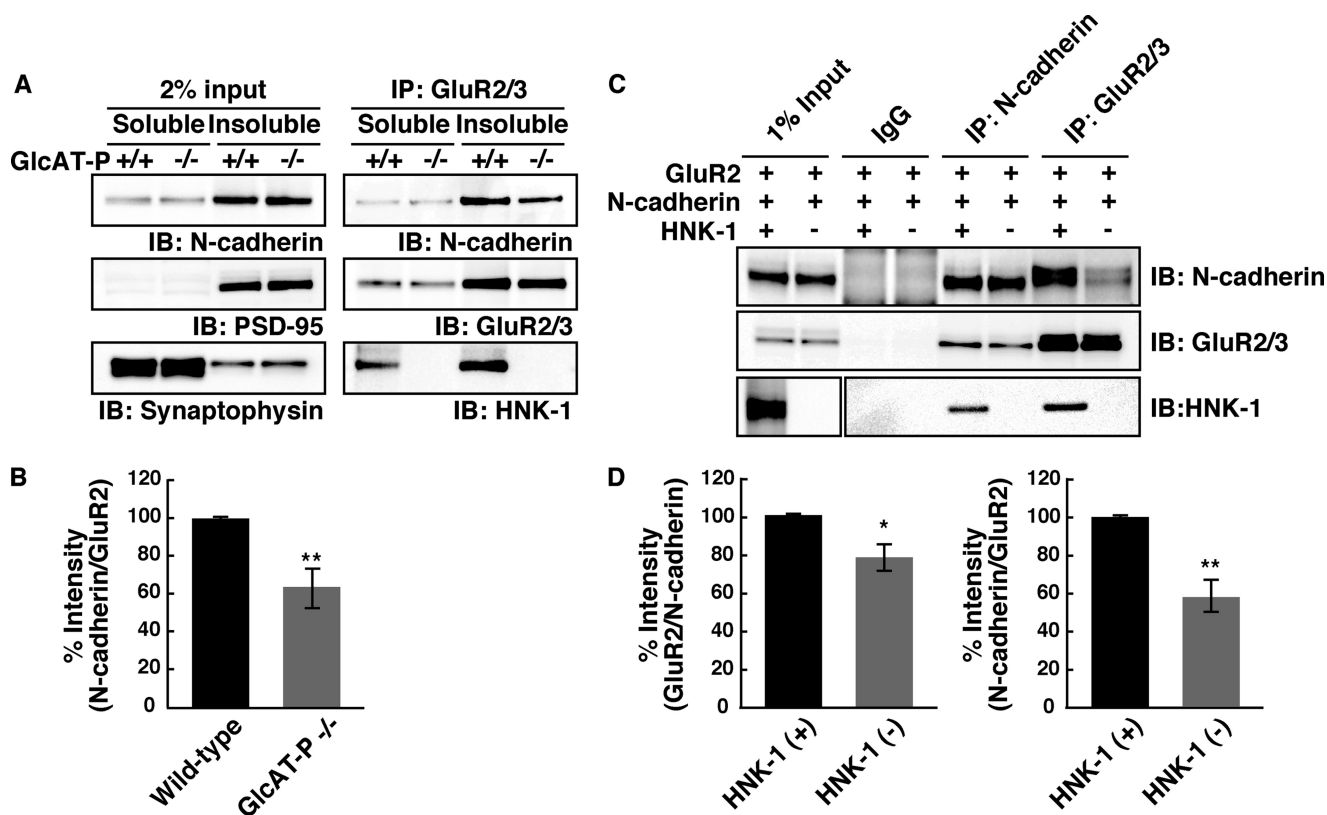 A
2% input
IP: GluR2/3
Soluble Insoluble
Soluble Insoluble
GlcAT-P +/+ -/- +/+ -/-
+/+ -/- +/+ -/-
IB: N-cadherin
IB: N-cadherin
IB: PSD-95
IB: GluR2/3
IB: Synaptophysin
IB: HNK-1
C
1% Input
IgG
IP: N-cadherin
IP: GluR2/3
GluR2 + + + + + + + +
N-cadherin + + + + + + + +
HNK-1 + - + - + - + -
IB: N-cadherin
IB: GluR2/3
IB:HNK-1
B
% Intensity
(N-cadherin/GluR2)
120
100
80
60
40
20
0
**
Wild-type
GlcAT-P -/-
D
% Intensity
(GluR2/N-cadherin)
120
100
80
60
40
20
0
*
HNK-1 (+)
HNK-1 (-)
% Intensity
(N-cadherin/GluR2)
120
100
80
60
40
20
0
**
HNK-1 (+)
HNK-1 (-)